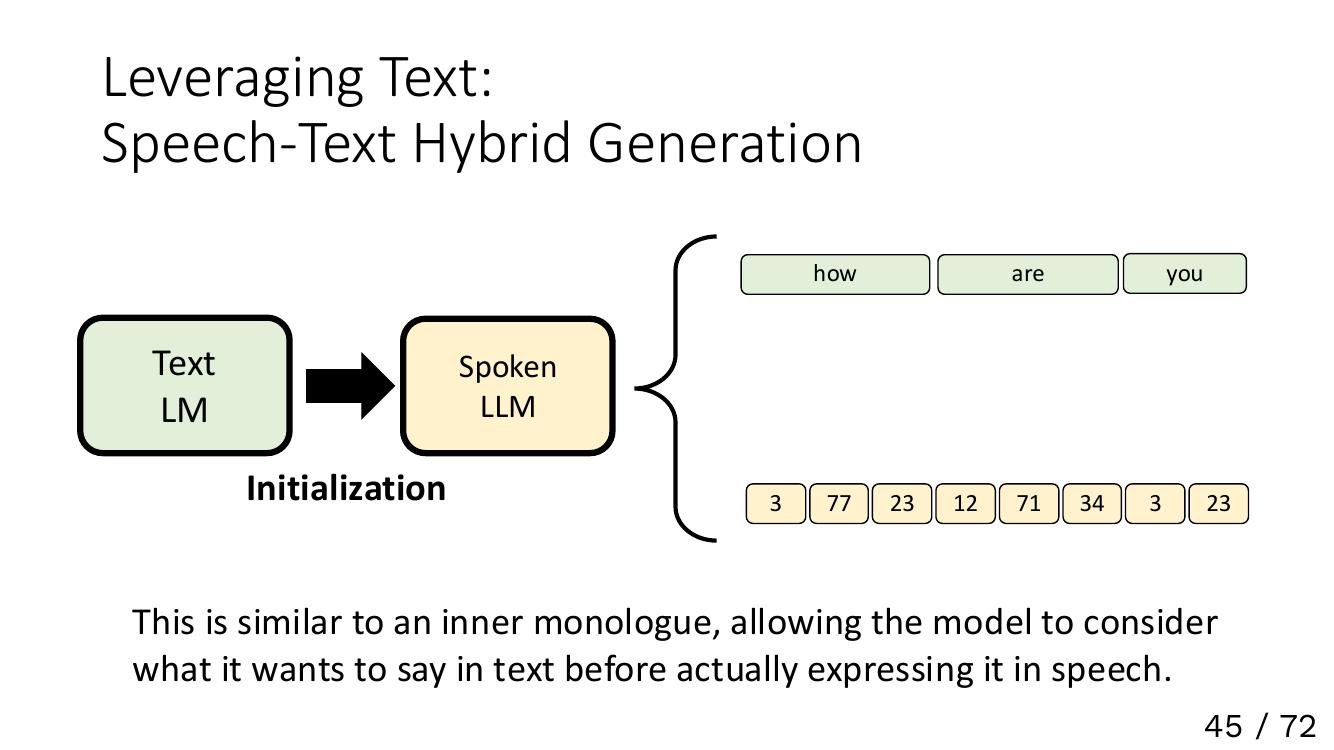 Leveraging Text:
Speech-Text Hybrid Generation
how are you
Text
LM
Spoken
LLM
Initialization
3 77 23 12 71 34 3 23
This is similar to an inner monologue, allowing the model to consider
what it wants to say in text before actually expressing it in speech.
45 / 72